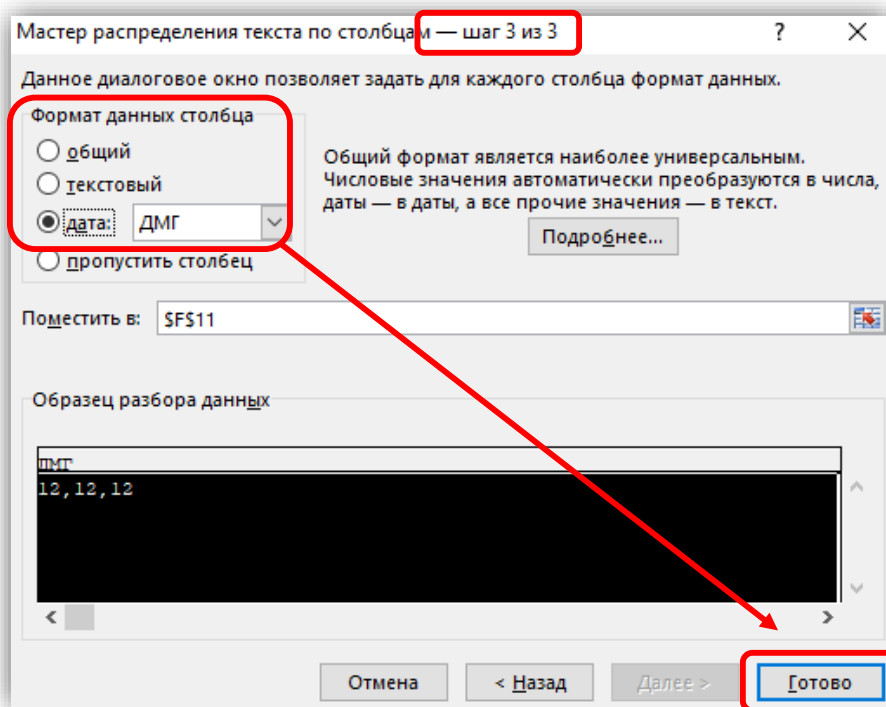 Мастер распределения текста по столбцам — шаг 3 из 3 ?
Данное диалоговое окно позволяет задать для каждого столбца формат данных.
Формат данных столбца
общий
текстовый
дата: ДМГ
пропустить столбец
Общий формат является наиболее универсальным.
Числовые значения автоматически преобразуются в числа,
даты — в даты, а все прочие значения — в текст.
Подробнее...
Поместить в: $F$11
Образец разбора данных
ДМГ
12,12,12
Отмена < Назад Далее > Готово